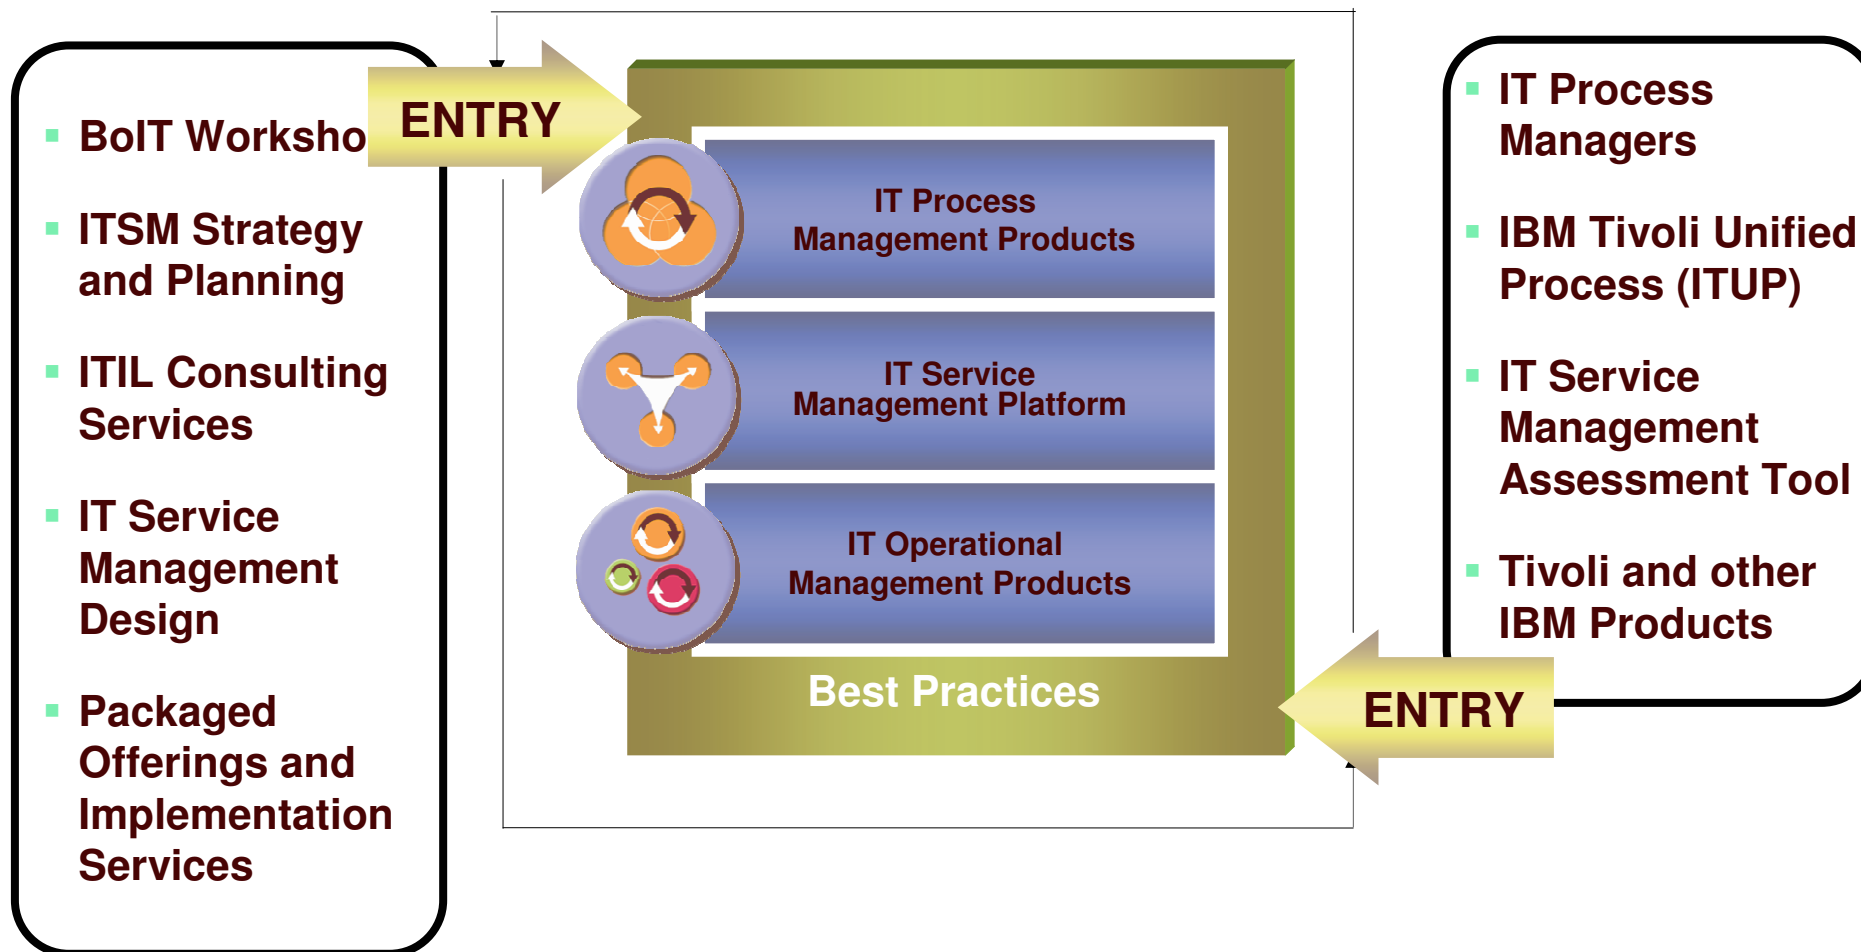 BoIT Worksho
ITSM Strategy
and Planning
ITIL Consulting
Services
IT Service
Management
Design
Packaged
Offerings and
Implementation
Services
ENTRY
IT Process
Management Products
IT Service
Management Platform
IT Operational
Management Products
Best Practices
ENTRY
IT Process
Managers
IBM Tivoli Unified
Process (ITUP)
IT Service
Management
Assessment Tool
Tivoli and other
IBM Products